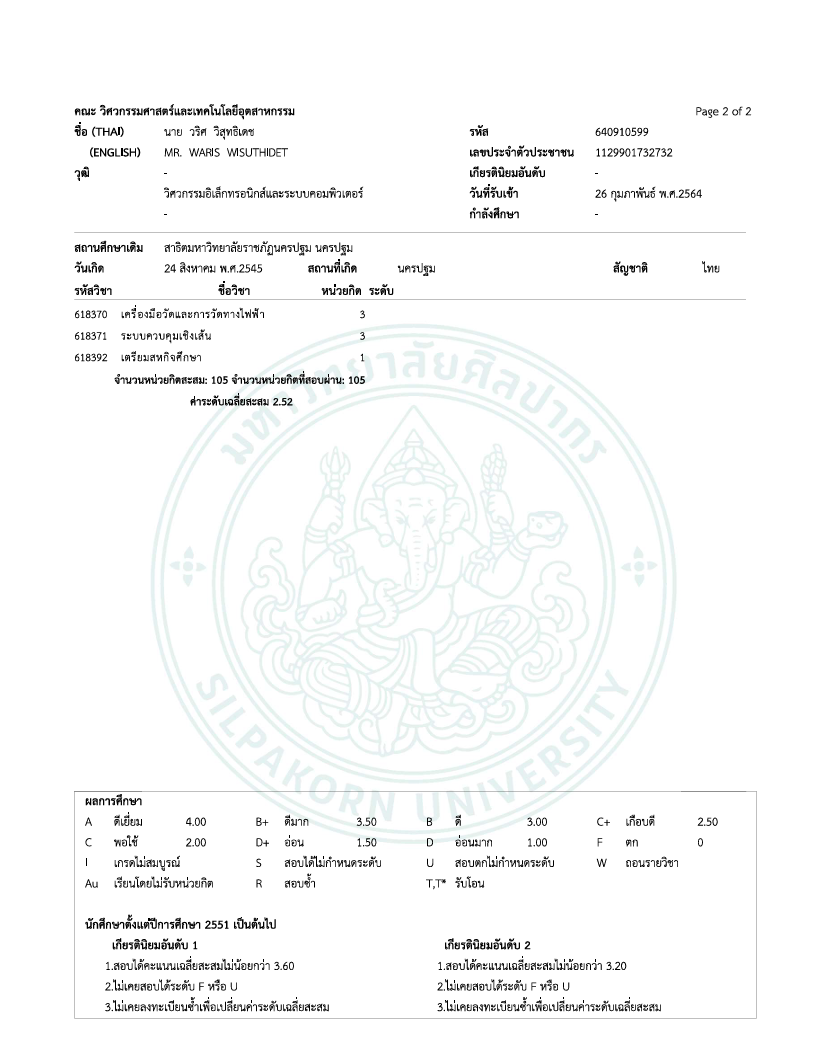 คณะ วิศวกรรมศาสตร์และเทคโนโลยีอุตสาหกรรม Page 2 of 2
ชื่อ (THAI) นาย วริศ วิสุทธิเดช รหัส 640910599
(ENGLISH) MR. WARIS WISUTHIDET เลขประจำตัวประชาชน 1129901732732
วุฒิ - เกียรตินิยมอันดับ -
วิศวกรรมอิเล็กทรอนิกส์และระบบคอมพิวเตอร์ วันที่รับเข้า 26 กุมภาพันธ์ พ.ศ.2564
- กำลังศึกษา -
สถานศึกษาเดิม สาธิตมหาวิทยาลัยราชภัฏนครปฐม นครปฐม
วันเกิด 24 สิงหาคม พ.ศ.2545 สถานที่เกิด นครปฐม สัญชาติ ไทย
รหัสวิชา ชื่อวิชา หน่วยกิต ระดับ
618370 เครื่องมือวัดและการวัดทางไฟฟ้า 3
618371 ระบบควบคุมเชิงเส้น 3
618392 เตรียมสหกิจศึกษา 1
จำนวนหน่วยกิตสะสม: 105 จำนวนหน่วยกิตที่สอบผ่าน: 105
ค่าระดับเฉลี่ยสะสม 2.52
มหาวิทยาลัยศิลปากร
SILPAKORN UNIVERSITY
ผลการศึกษา
A ดีเยี่ยม 4.00 B+ ดีมาก 3.50 B ดี 3.00 C+ เกือบดี 2.50
C พอใช้ 2.00 D+ อ่อน 1.50 D อ่อนมาก 1.00 F ตก 0
I เกรดไม่สมบูรณ์ S สอบได้ไม่กำหนดระดับ U สอบตกไม่กำหนดระดับ W ถอนรายวิชา
Au เรียนโดยไม่รับหน่วยกิต R สอบซ้ำ T,T* รับโอน
นักศึกษาตั้งแต่ปีการศึกษา 2551 เป็นต้นไป
เกียรตินิยมอันดับ 1 เกียรตินิยมอันดับ 2
1.สอบได้คะแนนเฉลี่ยสะสมไม่น้อยกว่า 3.60 1.สอบได้คะแนนเฉลี่ยสะสมไม่น้อยกว่า 3.20
2.ไม่เคยสอบได้ระดับ F หรือ U 2.ไม่เคยสอบได้ระดับ F หรือ U
3.ไม่เคยลงทะเบียนซ้ำเพื่อเปลี่ยนค่าระดับเฉลี่ยสะสม 3.ไม่เคยลงทะเบียนซ้ำเพื่อเปลี่ยนค่าระดับเฉลี่ยสะสม